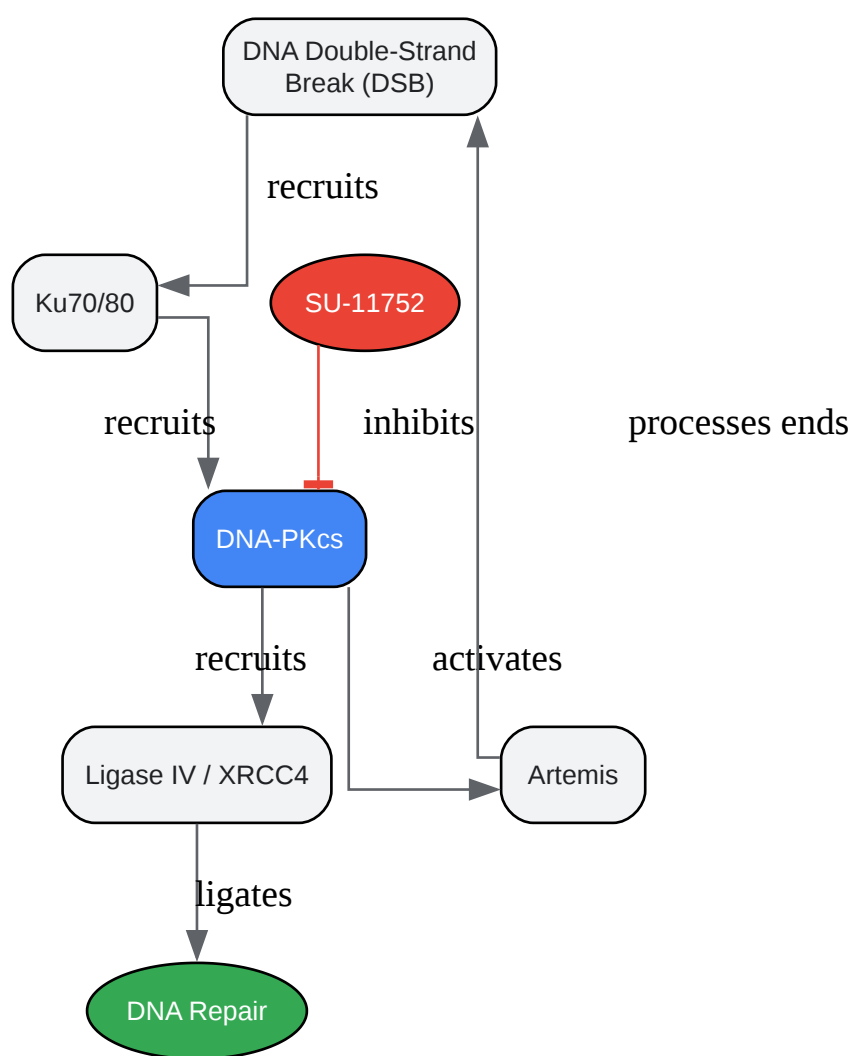 DNA Double-Strand
Break (DSB)
recruits
Ku70/80
SU-11752
recruits
inhibits
processes ends
DNA-PKcs
recruits
activates
Ligase IV / XRCC4
Artemis
ligates
DNA Repair